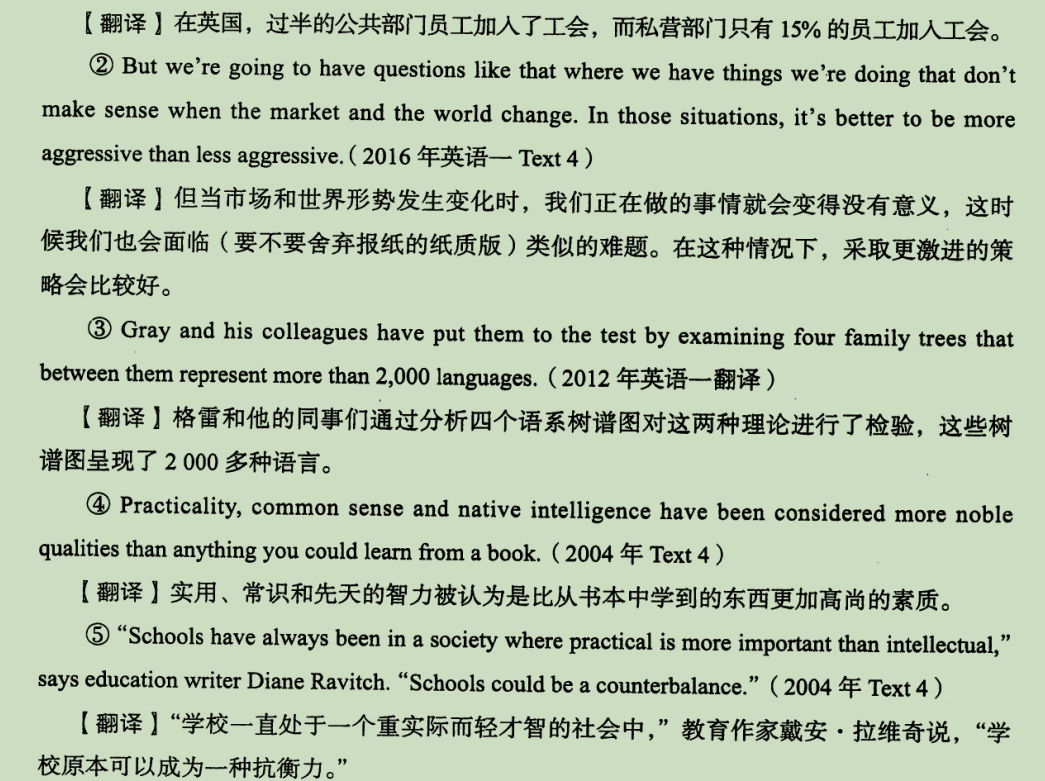 【翻译】在英国，过半的公共部门员工加入了工会，而私营部门只有 15% 的员工加入工会。
② But we’re going to have questions like that where we have things we’re doing that don’t
make sense when the market and the world change. In those situations, it’s better to be more
aggressive than less aggressive.（2016 年英语一 Text 4）
【翻译】但当市场和世界形势发生变化时，我们正在做的事情就会变得没有意义，这时
候我们也会面临（要不要舍弃报纸的纸质版）类似的难题。在这种情况下，采取更激进的策
略会比较好。
③ Gray and his colleagues have put them to the test by examining four family trees that
between them represent more than 2,000 languages.（2012 年英语一翻译）
【翻译】格雷和他的同事们通过分析四个语系树谱图对这两种理论进行了检验，这些树
谱图呈现了 2 000 多种语言。
④ Practicality, common sense and native intelligence have been considered more noble
qualities than anything you could learn from a book.（2004 年 Text 4）
【翻译】实用、常识和先天的智力被认为是比从书本中学到的东西更加高尚的素质。
⑤ “Schools have always been in a society where practical is more important than intellectual,”
says education writer Diane Ravitch. “Schools could be a counterbalance.”（2004 年 Text 4）
【翻译】“学校一直处于一个重实际而轻才智的社会中，”教育作家戴安·拉维奇说，“学
校原本可以成为一种抗衡力。”